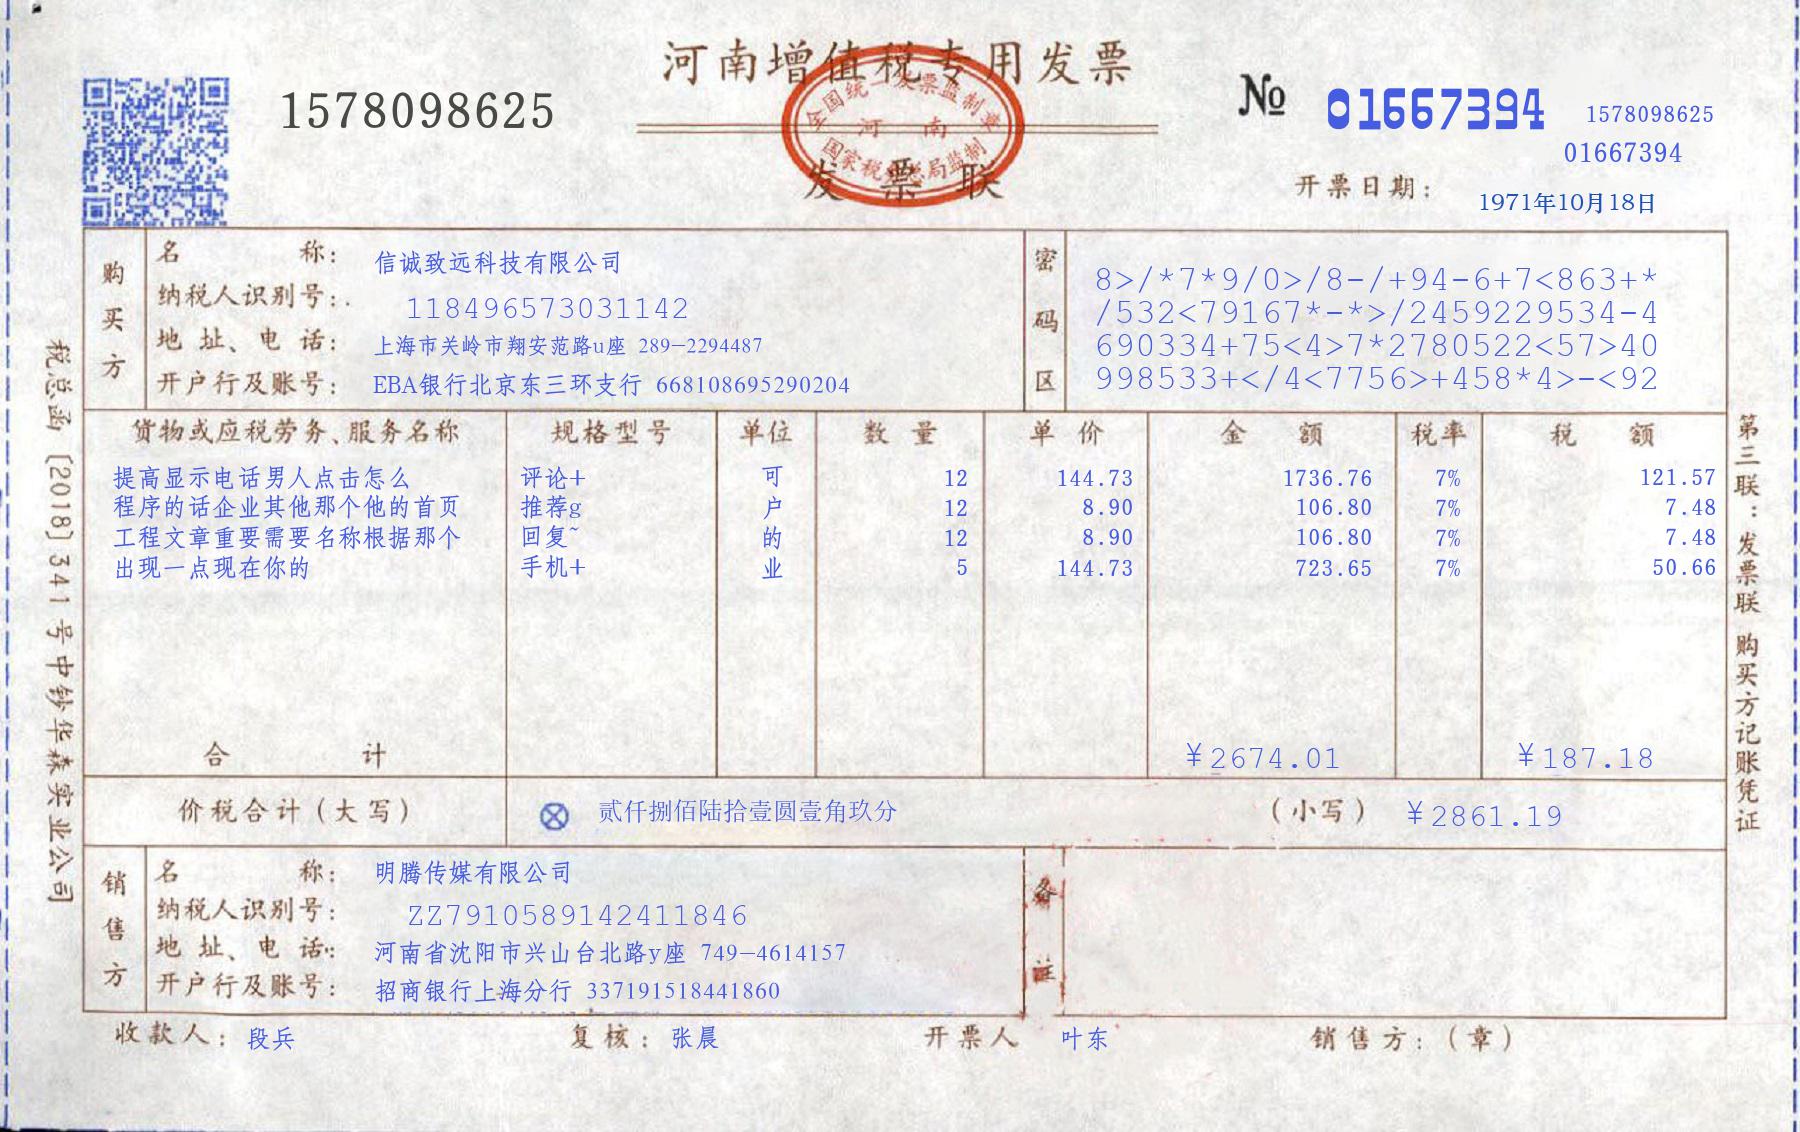 河南增值税专用发票
全国统一发票监制章
河 南
国家税务总局监制
发票联
1578098625
№ 01667394
1578098625
01667394
开票日期: 1971年10月18日
购买方
名称: 信诚致远科技有限公司
纳税人识别号: 118496573031142
地址、电话: 上海市关岭市翔安范路u座 289-2294487
开户行及账号: EBA银行北京东三环支行 668108695290204
密码区
8>/*7*9/0>/8-/+94-6+7<863+*
/532<79167*-*>/2459229534-4
690334+75<4>7*2780522<57>40
998533+</4<7756>+458*4>-<92
货物或应税劳务、服务名称 规格型号 单位 数量 单价 金额 税率 税额
提高显示电话男人点击怎么 评论+ 可 12 144.73 1736.76 7% 121.57
程序的话企业其他那个他的首页 推荐g 户 12 8.90 106.80 7% 7.48
工程文章重要需要名称根据那个 回复~ 的 12 8.90 106.80 7% 7.48
出现一点现在你的 手机+ 业 5 144.73 723.65 7% 50.66
合计 ¥2674.01 ¥187.18
价税合计(大写) 贰仟捌佰陆拾壹圆壹角玖分 (小写) ¥2861.19
销售方
名称: 明腾传媒有限公司
纳税人识别号: ZZ7910589142411846
地址、电话: 河南省沈阳市兴山台北路y座 749-4614157
开户行及账号: 招商银行上海分行 337191518441860
备注
收款人: 段兵 复核: 张晨 开票人 叶东 销售方:(章)
税总函[2018]341号中钞华森实业公司
第三联:发票联 购买方记账凭证